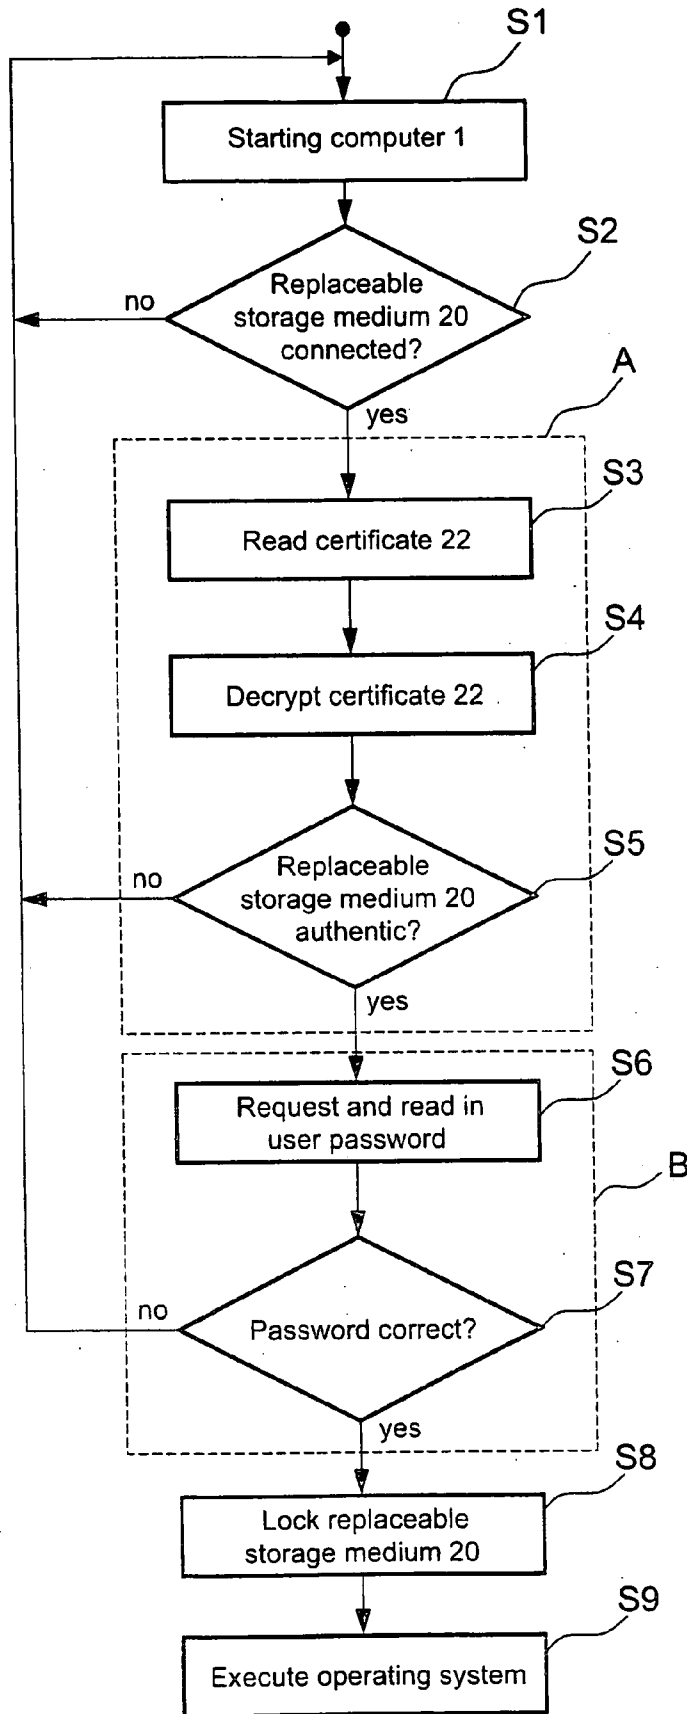 S1
Starting computer 1
S2
Replaceable
storage medium 20
connected?
no
yes
A
S3
Read certificate 22
S4
Decrypt certificate 22
S5
Replaceable
storage medium 20
authentic?
no
yes
S6
Request and read in
user password
B
S7
Password correct?
no
yes
S8
Lock replaceable
storage medium 20
S9
Execute operating system